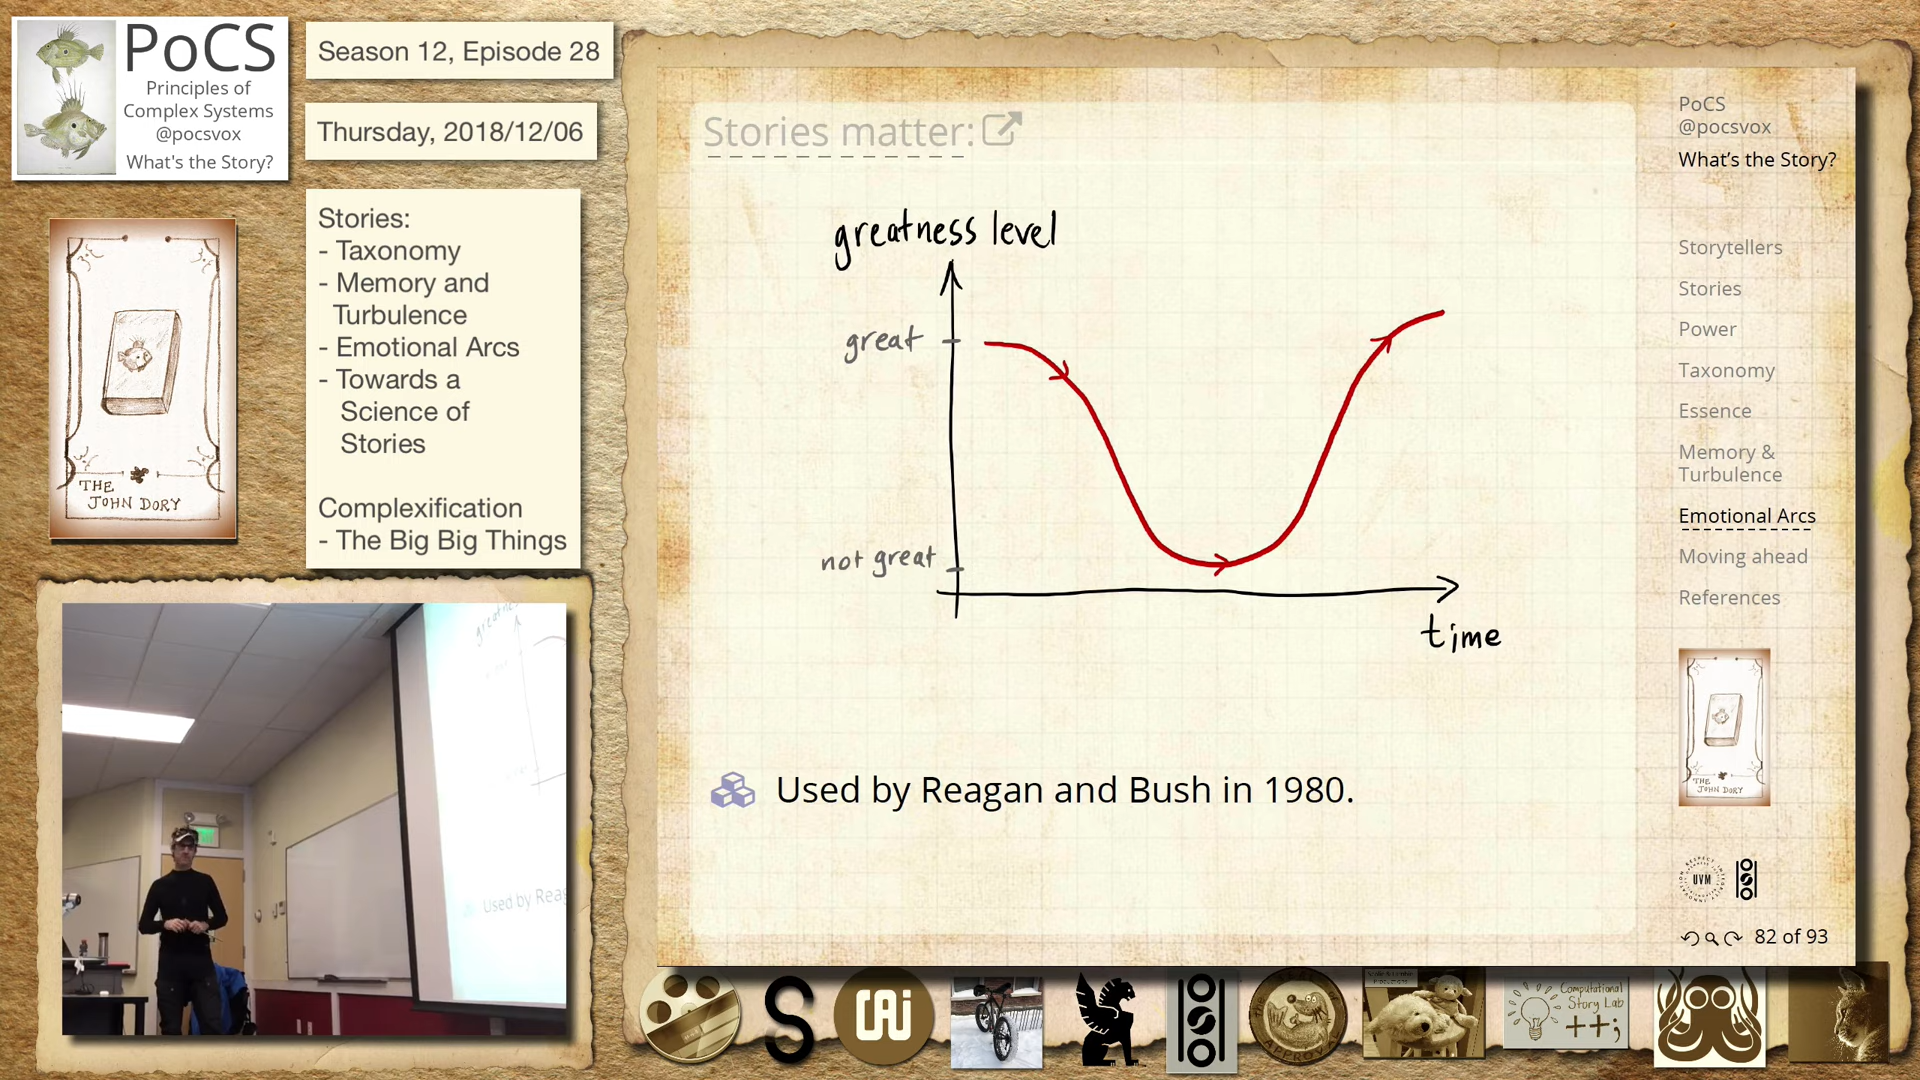 PoCS
Principles of
Complex Systems
@pocsvox
What's the Story?
Season 12, Episode 28
Thursday, 2018/12/06
Stories:
- Taxonomy
- Memory and
Turbulence
- Emotional Arcs
- Towards a
Science of
Stories
Complexification
- The Big Big Things
THE
JOHN DORY
Stories matter:
greatness level
great
not great
time
Used by Reagan and Bush in 1980.
PoCS
@pocsvox
What's the Story?
Storytellers
Stories
Power
Taxonomy
Essence
Memory &
Turbulence
Emotional Arcs
Moving ahead
References
THE
JOHN DORY
UVM
82 of 93
Used by Reag
Computational
Story Lab
++;